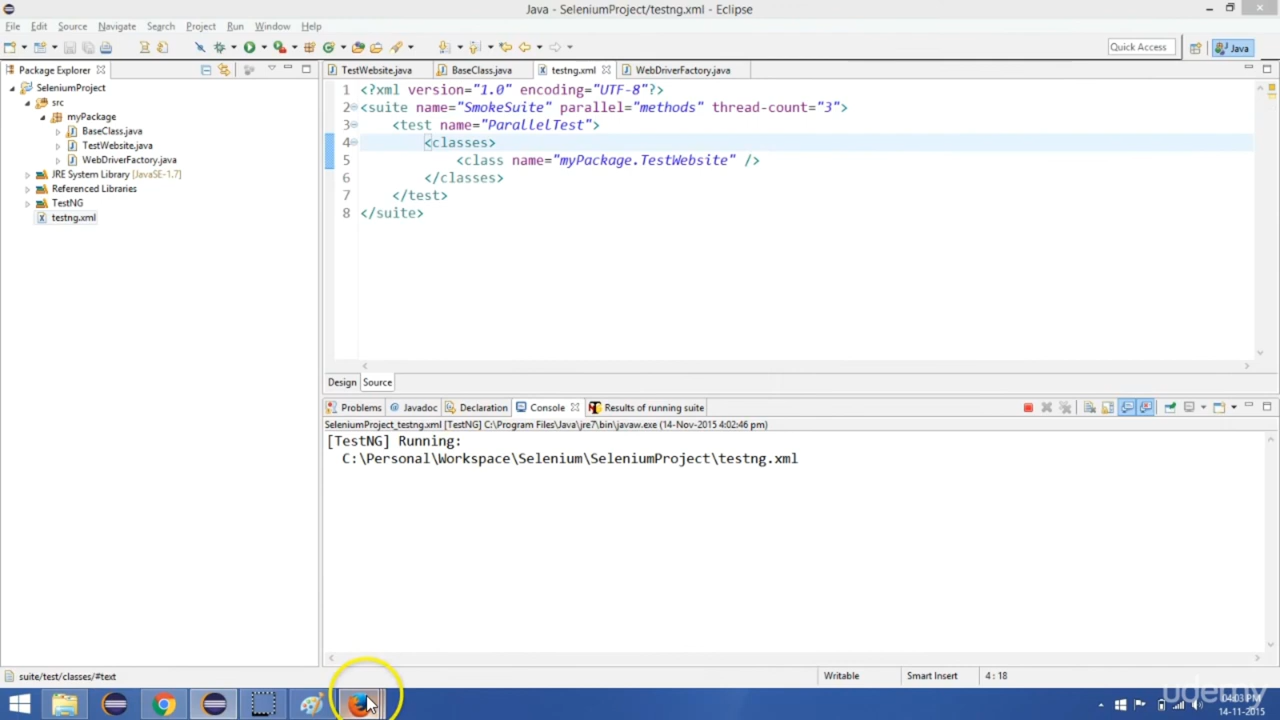 Java - SeleniumProject/testng.xml - Eclipse
File Edit Source Navigate Search Project Run Window Help
Quick Access Java
Package Explorer
TestWebsite.java BaseClass.java testng.xml WebDriverFactory.java
SeleniumProject
src
myPackage
BaseClass.java
TestWebsite.java
WebDriverFactory.java
JRE System Library [JavaSE-1.7]
Referenced Libraries
TestNG
testng.xml
1 <?xml version="1.0" encoding="UTF-8"?>
2 <suite name="SmokeSuite" parallel="methods" thread-count="3">
3 <test name="ParallelTest">
4 <classes>
5 <class name="myPackage.TestWebsite" />
6 </classes>
7 </test>
8 </suite>
Design Source
Problems Javadoc Declaration Console Results of running suite
SeleniumProject_testng.xml [TestNG] C:\Program Files\Java\jre7\bin\javaw.exe (14-Nov-2015 4:02:46 pm)
[TestNG] Running:
C:\Personal\Workspace\Selenium\SeleniumProject\testng.xml
suite/test/classes/#text Writable Smart Insert 4 : 18
udemy
04:03 PM
14-11-2015